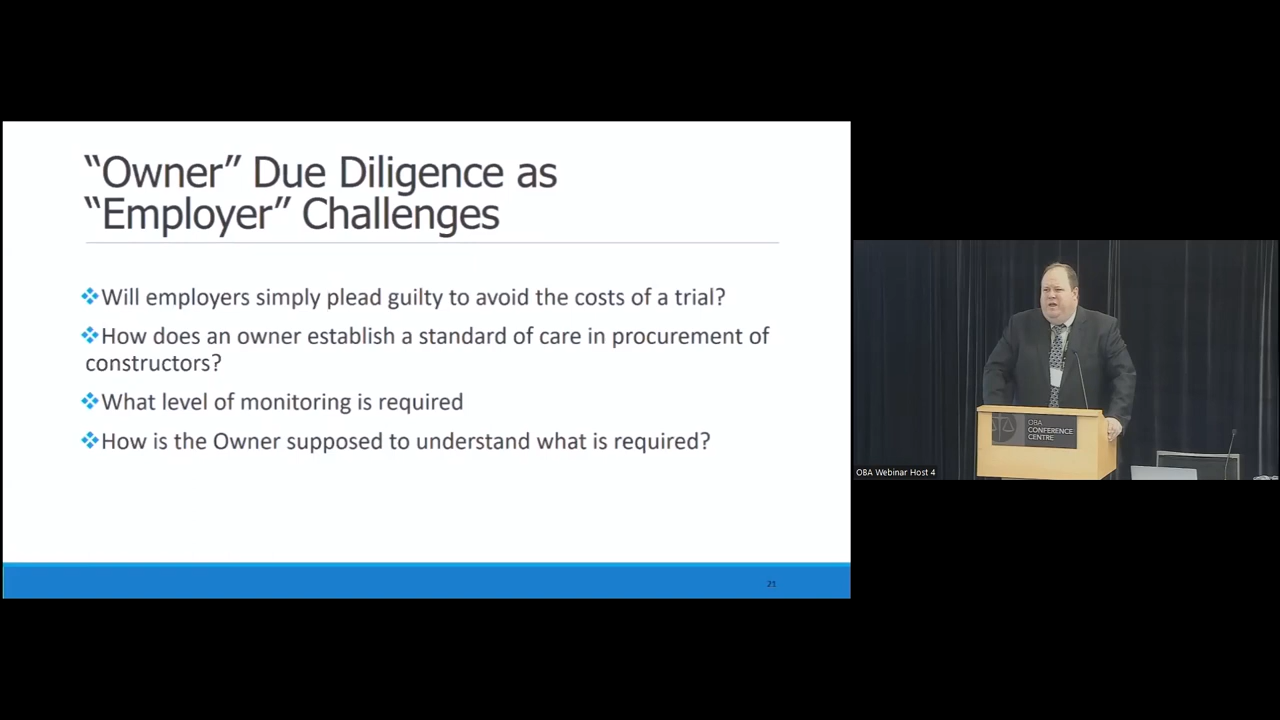 “Owner” Due Diligence as
“Employer” Challenges
Will employers simply plead guilty to avoid the costs of a trial?
How does an owner establish a standard of care in procurement of
constructors?
What level of monitoring is required
How is the Owner supposed to understand what is required?
21
OBA
CONFERENCE
CENTRE
OBA Webinar Host 4